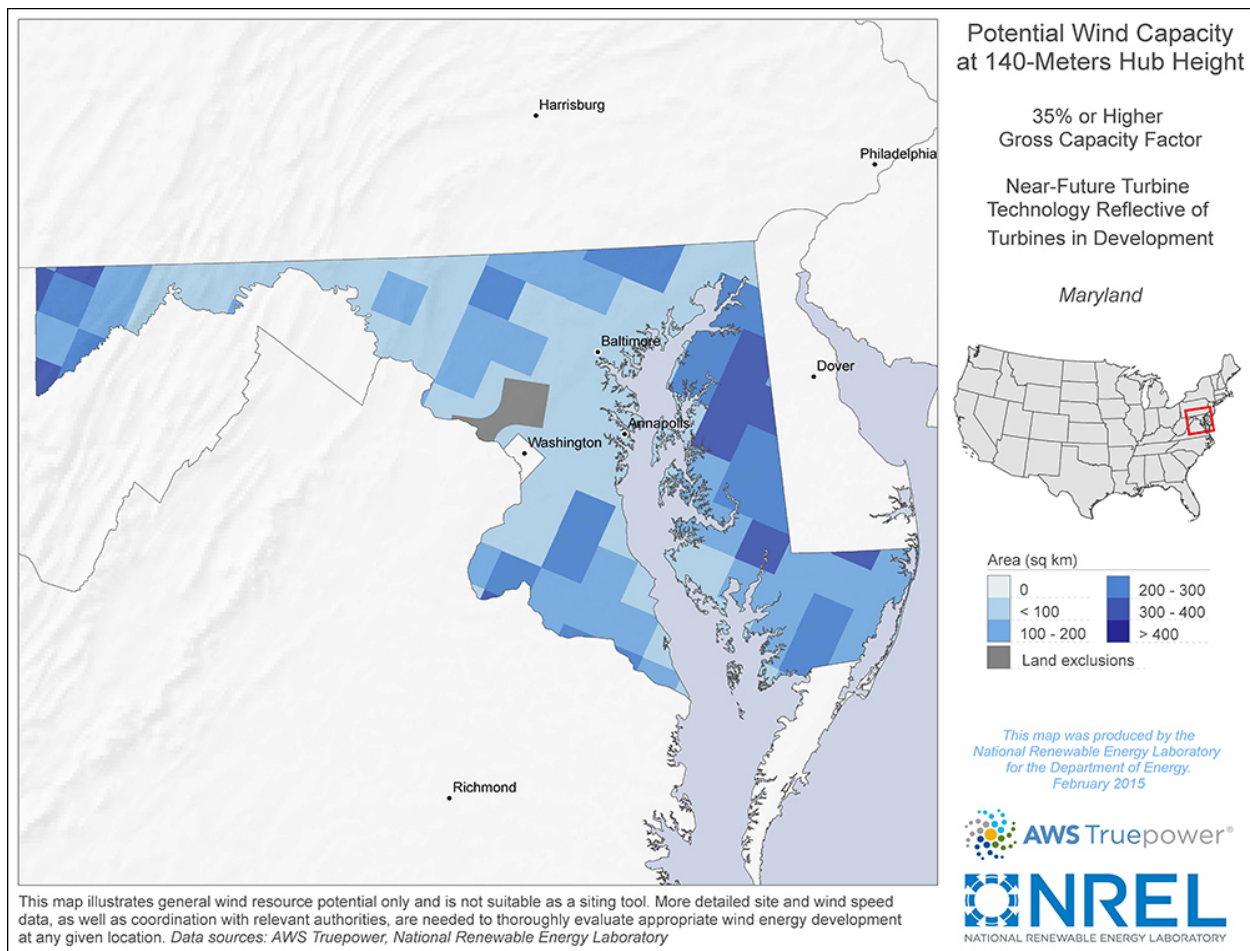 Potential Wind Capacity
at 140-Meters Hub Height
35% or Higher
Gross Capacity Factor
Near-Future Turbine
Technology Reflective of
Turbines in Development
Maryland
Harrisburg
Philadelphia
Baltimore
Dover
Annapolis
Washington
Richmond
Area (sq km)
0
< 100
100 - 200
200 - 300
300 - 400
> 400
Land exclusions
This map was produced by the
National Renewable Energy Laboratory
for the Department of Energy.
February 2015
AWS Truepower®
NREL
NATIONAL RENEWABLE ENERGY LABORATORY
This map illustrates general wind resource potential only and is not suitable as a siting tool. More detailed site and wind speed
data, as well as coordination with relevant authorities, are needed to thoroughly evaluate appropriate wind energy development
at any given location. Data sources: AWS Truepower, National Renewable Energy Laboratory